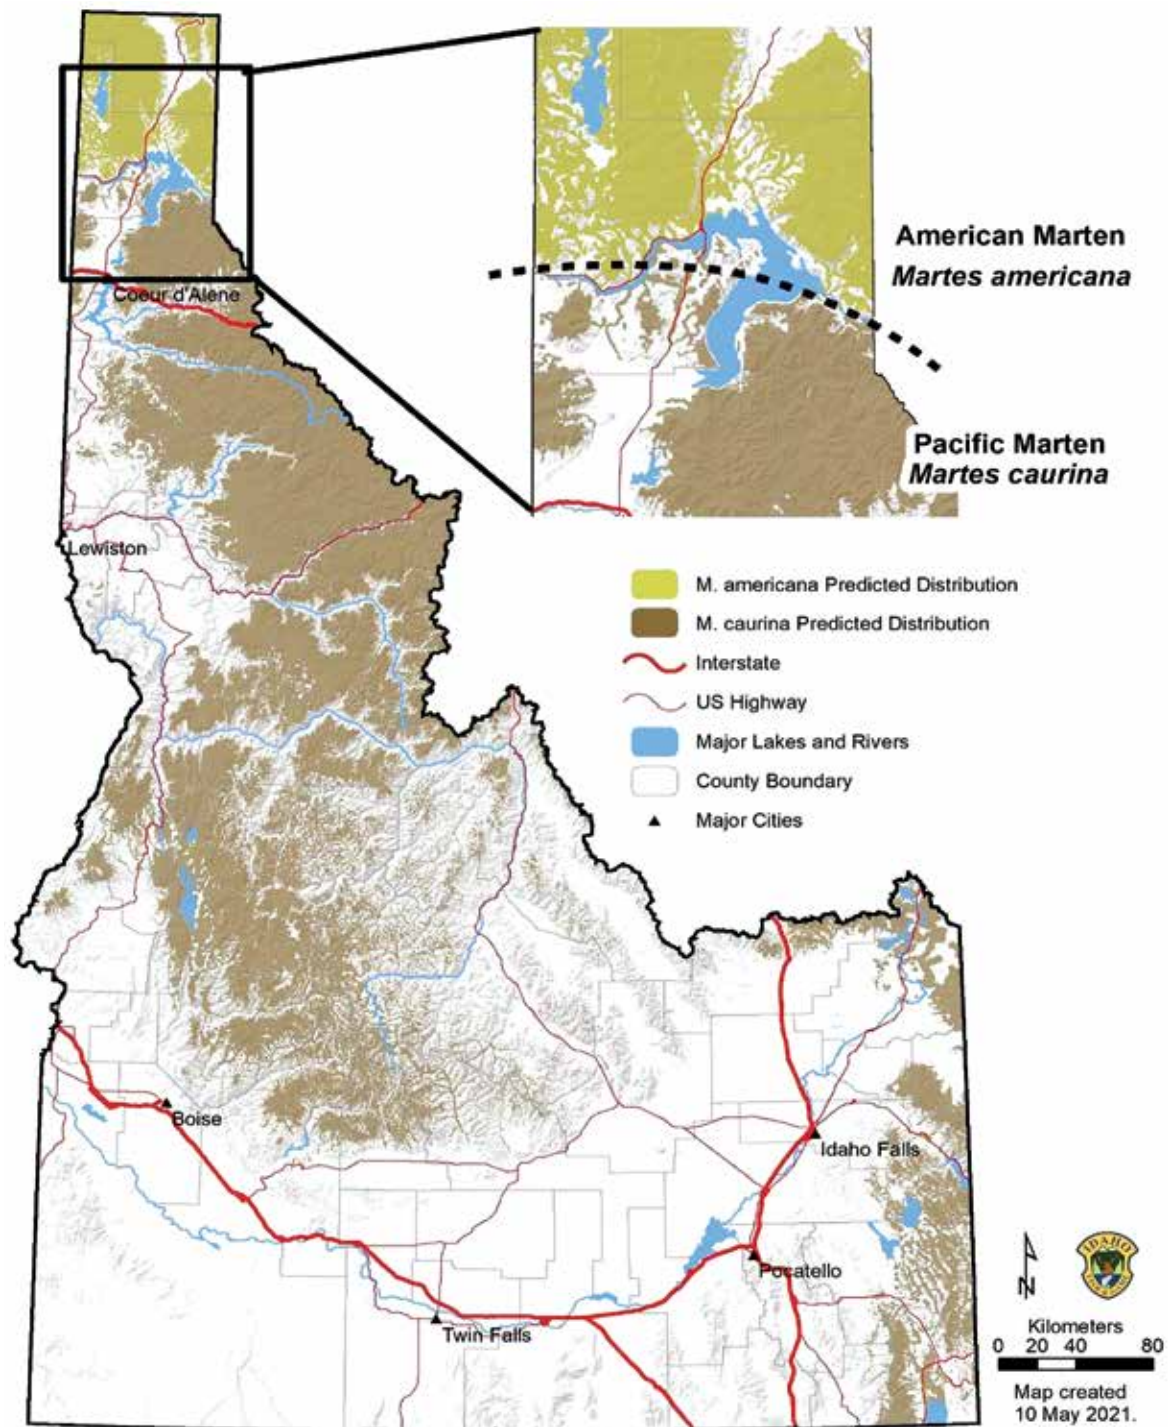 American Marten
Martes americana
Pacific Marten
Martes caurina
Coeur d'Alene
Lewiston
M. americana Predicted Distribution
M. caurina Predicted Distribution
Interstate
US Highway
Major Lakes and Rivers
County Boundary
Major Cities
Boise
Idaho Falls
Pocatello
Twin Falls
N
IDAHO
Kilometers
0 20 40 80
Map created
10 May 2021.